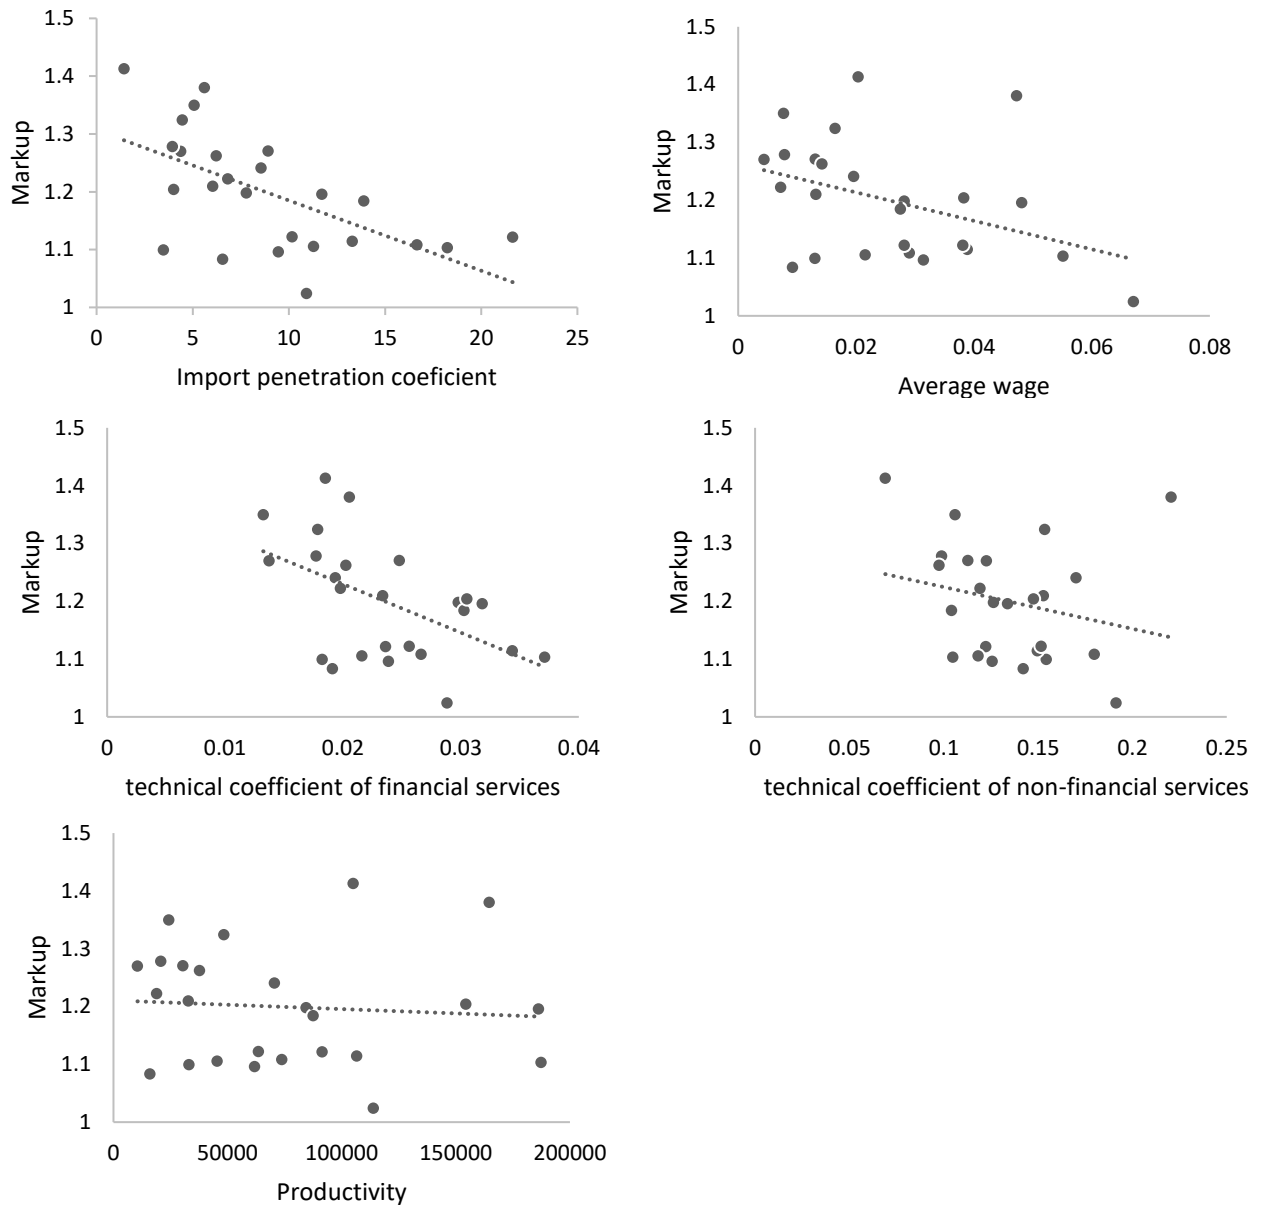 1.5
1.4
1.3
1.2
1.1
1
Markup
0 5 10 15 20 25
Import penetration coeficient
1.5
1.4
1.3
1.2
1.1
1
Markup
0 0.02 0.04 0.06 0.08
Average wage
1.5
1.4
1.3
1.2
1.1
1
Markup
0 0.01 0.02 0.03 0.04
technical coefficient of financial services
1.5
1.4
1.3
1.2
1.1
1
Markup
0 0.05 0.1 0.15 0.2 0.25
technical coefficient of non-financial services
1.5
1.4
1.3
1.2
1.1
1
Markup
0 50000 100000 150000 200000
Productivity